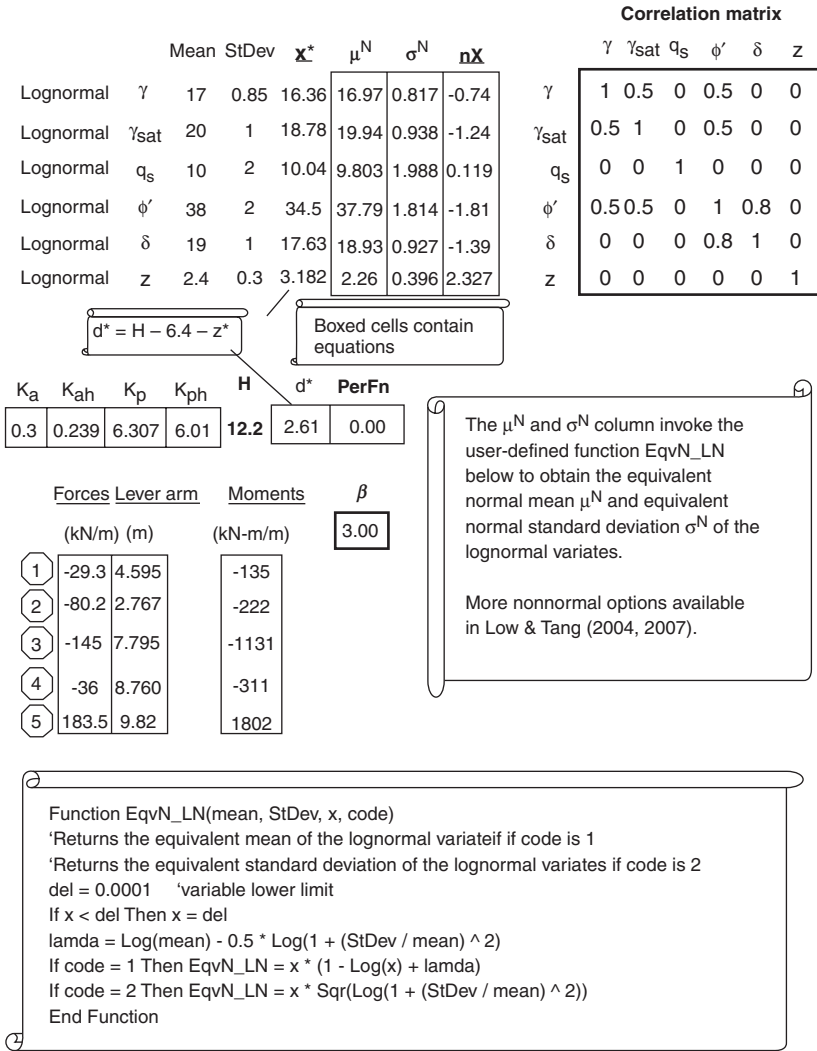 Correlation matrix
Mean StDev x* μN σN nX
Lognormal γ 17 0.85 16.36 16.97 0.817 -0.74
Lognormal γsat 20 1 18.78 19.94 0.938 -1.24
Lognormal qs 10 2 10.04 9.803 1.988 0.119
Lognormal ϕ′ 38 2 34.5 37.79 1.814 -1.81
Lognormal δ 19 1 17.63 18.93 0.927 -1.39
Lognormal z 2.4 0.3 3.182 2.26 0.396 2.327
γ γsat qs ϕ′ δ z
γ 1 0.5 0 0.5 0 0
γsat 0.5 1 0 0.5 0 0
qs 0 0 1 0 0 0
ϕ′ 0.5 0.5 0 1 0.8 0
δ 0 0 0 0.8 1 0
z 0 0 0 0 0 1
d* = H – 6.4 – z*
Boxed cells contain
equations
Ka Kah Kp Kph H d* PerFn
0.3 0.239 6.307 6.01 12.2 2.61 0.00
Forces Lever arm Moments β
(kN/m) (m) (kN-m/m) 3.00
1 -29.3 4.595 -135
2 -80.2 2.767 -222
3 -145 7.795 -1131
4 -36 8.760 -311
5 183.5 9.82 1802
The μN and σN column invoke the
user-defined function EqvN_LN
below to obtain the equivalent
normal mean μN and equivalent
normal standard deviation σN of the
lognormal variates.
More nonnormal options available
in Low & Tang (2004, 2007).
Function EqvN_LN(mean, StDev, x, code)
‘Returns the equivalent mean of the lognormal variateif if code is 1
‘Returns the equivalent standard deviation of the lognormal variates if code is 2
del = 0.0001 ‘variable lower limit
If x < del Then x = del
lamda = Log(mean) - 0.5 * Log(1 + (StDev / mean) ^ 2)
If code = 1 Then EqvN_LN = x * (1 - Log(x) + lamda)
If code = 2 Then EqvN_LN = x * Sqr(Log(1 + (StDev / mean) ^ 2))
End Function